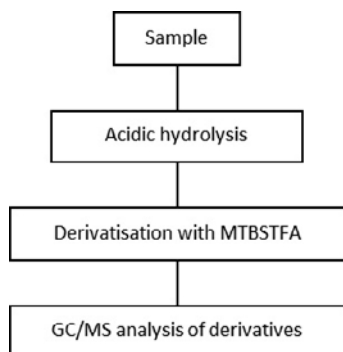 Sample
Acidic hydrolysis
Derivatisation with MTBSTFA
GC/MS analysis of derivatives